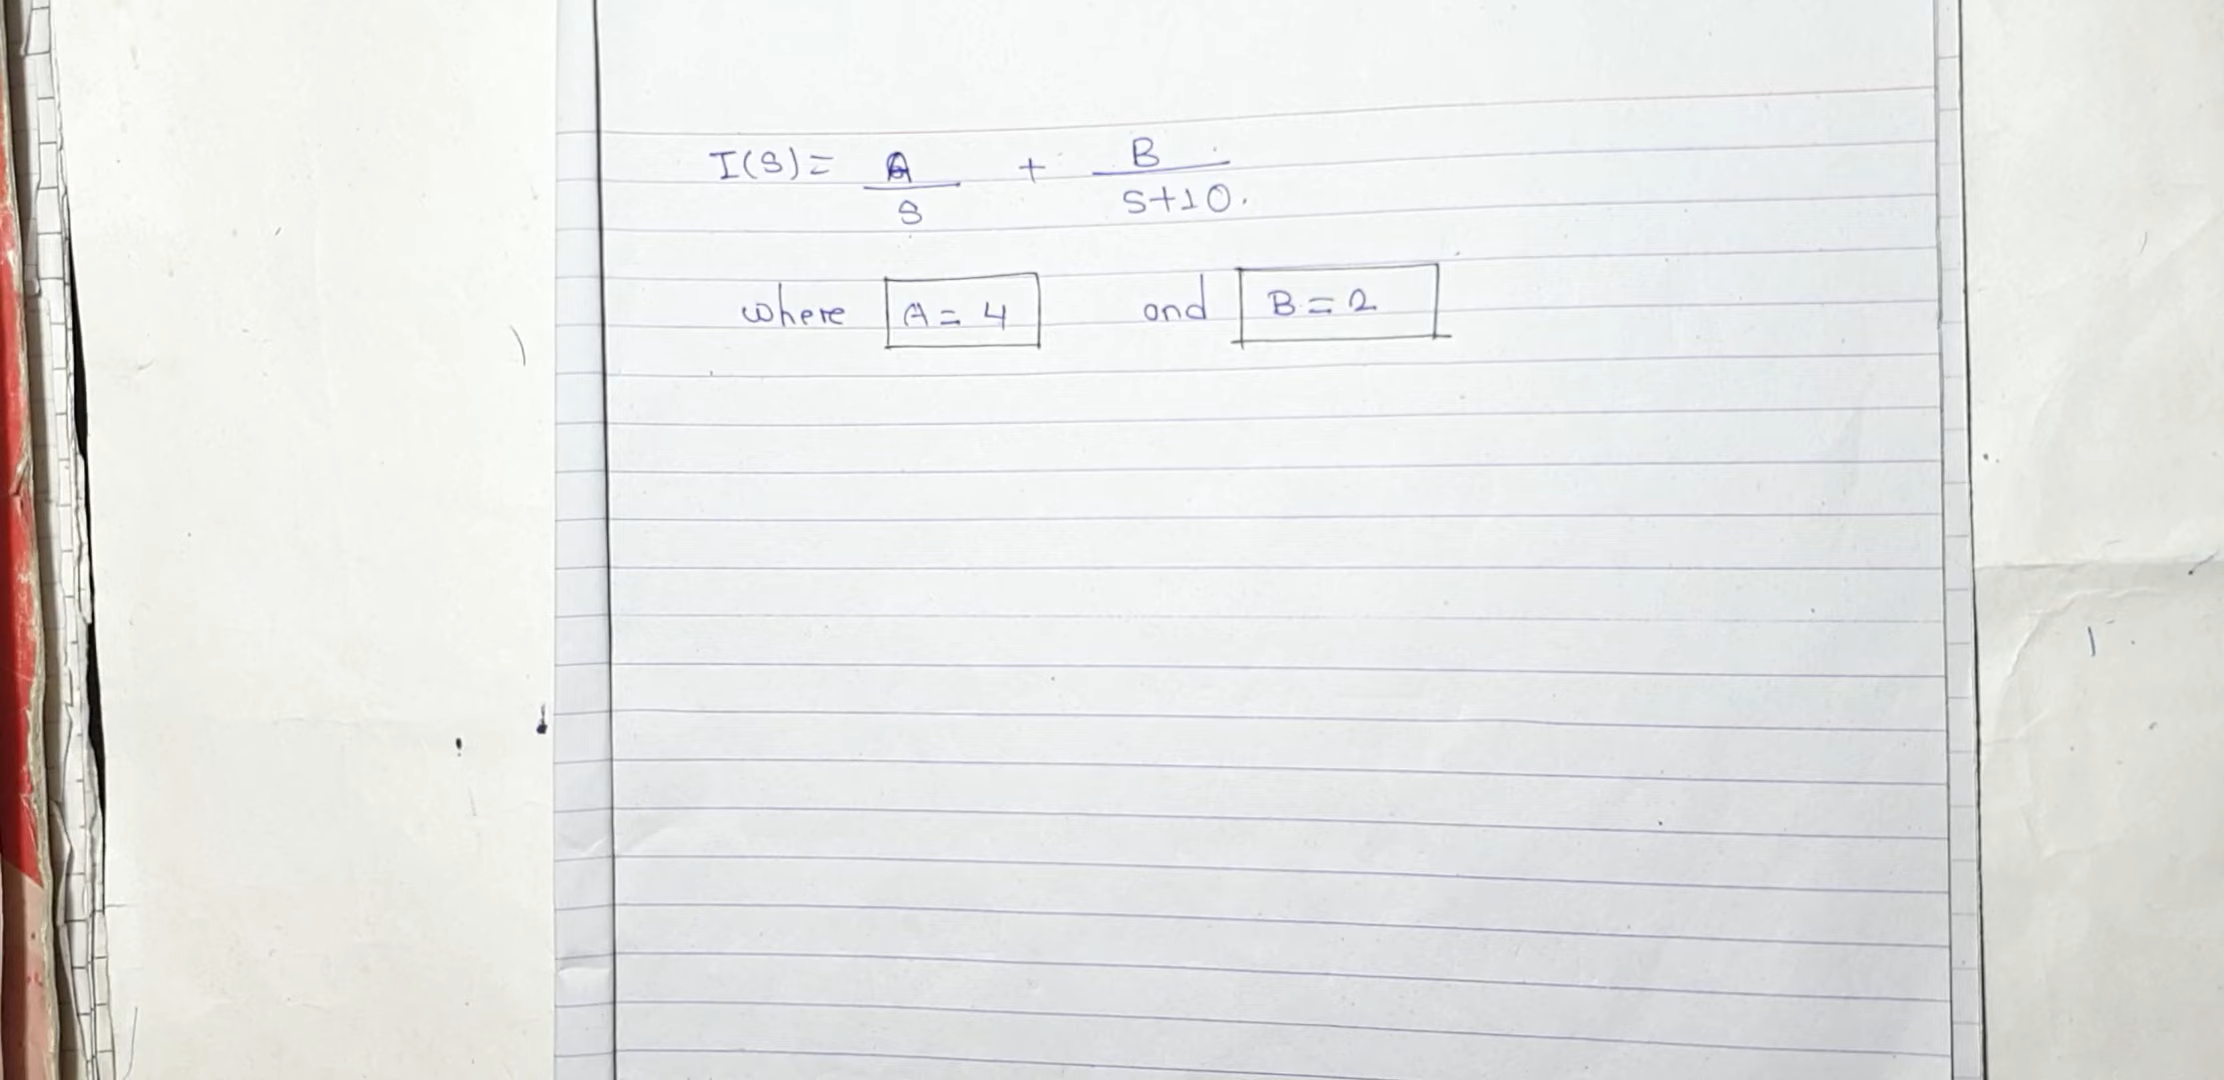 I(S) = A/S + B/S+10.
where A = 4 and B = 2